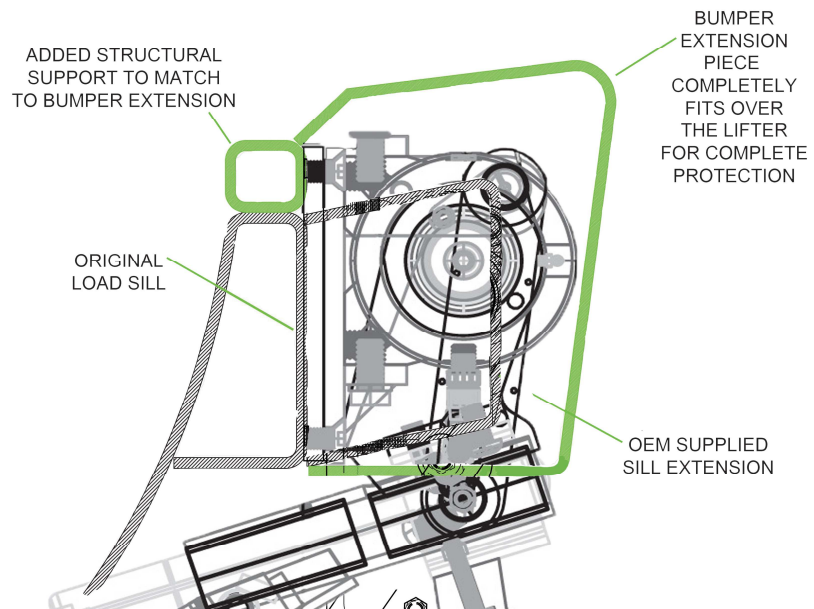 ADDED STRUCTURAL
SUPPORT TO MATCH
TO BUMPER EXTENSION
BUMPER
EXTENSION
PIECE
COMPLETELY
FITS OVER
THE LIFTER
FOR COMPLETE
PROTECTION
ORIGINAL
LOAD SILL
OEM SUPPLIED
SILL EXTENSION